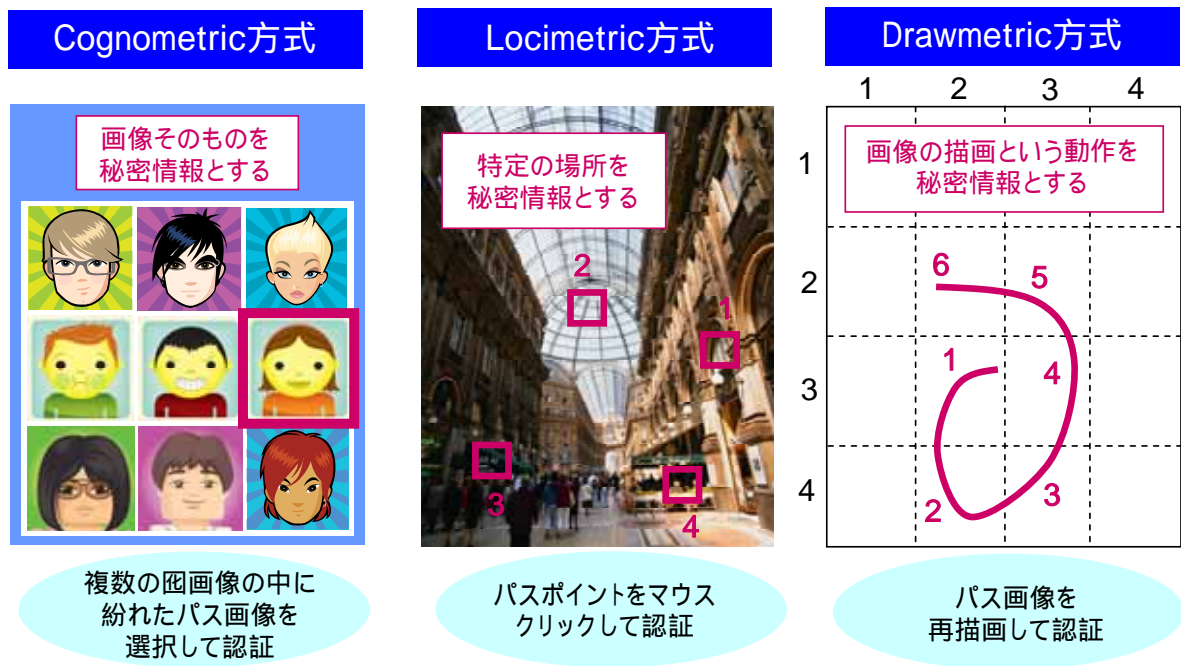 Cognometric方式
画像そのものを
秘密情報とする
複数の囮画像の中に
紛れたパス画像を
選択して認証
Locimetric方式
特定の場所を
秘密情報とする
2
1
3
4
パスポイントをマウス
クリックして認証
Drawmetric方式
1 2 3 4
1
画像の描画という動作を
秘密情報とする
2
6 5
3
1 4
4
2 3
パス画像を
再描画して認証